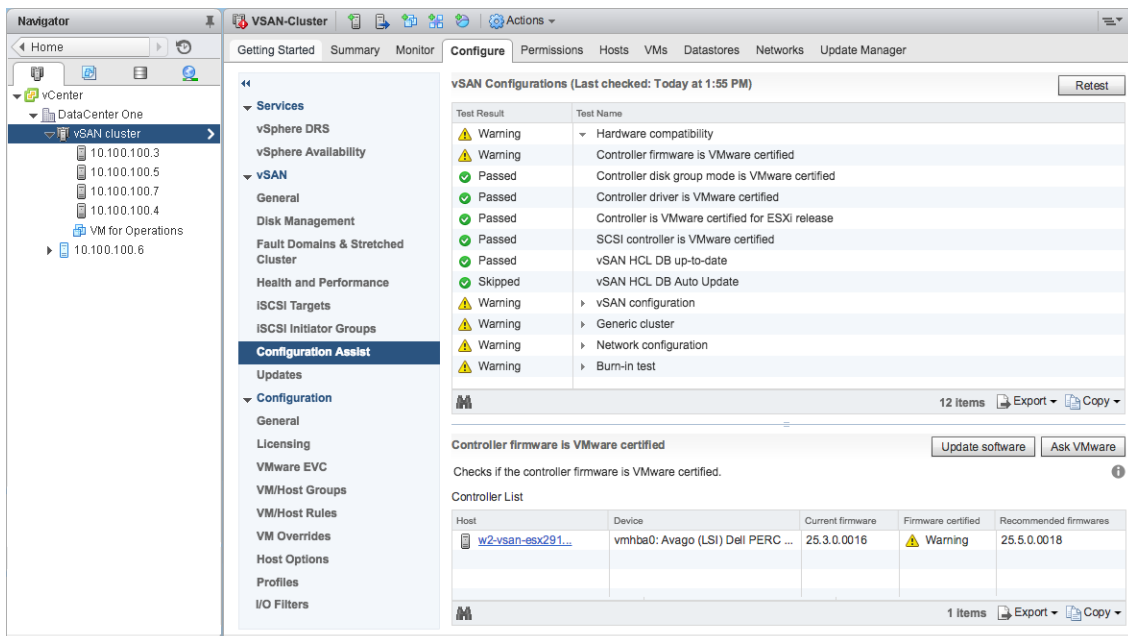 Navigator
Home
vCenter
DataCenter One
vSAN cluster
10.100.100.3
10.100.100.5
10.100.100.7
10.100.100.4
VM for Operations
10.100.100.6
VSAN-Cluster Actions
Getting Started Summary Monitor Configure Permissions Hosts VMs Datastores Networks Update Manager
Services
vSphere DRS
vSphere Availability
vSAN
General
Disk Management
Fault Domains & Stretched
Cluster
Health and Performance
iSCSI Targets
iSCSI Initiator Groups
Configuration Assist
Updates
Configuration
General
Licensing
VMware EVC
VM/Host Groups
VM/Host Rules
VM Overrides
Host Options
Profiles
I/O Filters
vSAN Configurations (Last checked: Today at 1:55 PM) Retest
Test Result Test Name
Warning Hardware compatibility
Warning Controller firmware is VMware certified
Passed Controller disk group mode is VMware certified
Passed Controller driver is VMware certified
Passed Controller is VMware certified for ESXi release
Passed SCSI controller is VMware certified
Passed vSAN HCL DB up-to-date
Skipped vSAN HCL DB Auto Update
Warning vSAN configuration
Warning Generic cluster
Warning Network configuration
Warning Burn-in test
12 items Export Copy
Controller firmware is VMware certified Update software Ask VMware
Checks if the controller firmware is VMware certified.
Controller List
Host Device Current firmware Firmware certified Recommended firmwares
w2-vsan-esx291... vmhba0: Avago (LSI) Dell PERC ... 25.3.0.0016 Warning 25.5.0.0018
1 items Export Copy